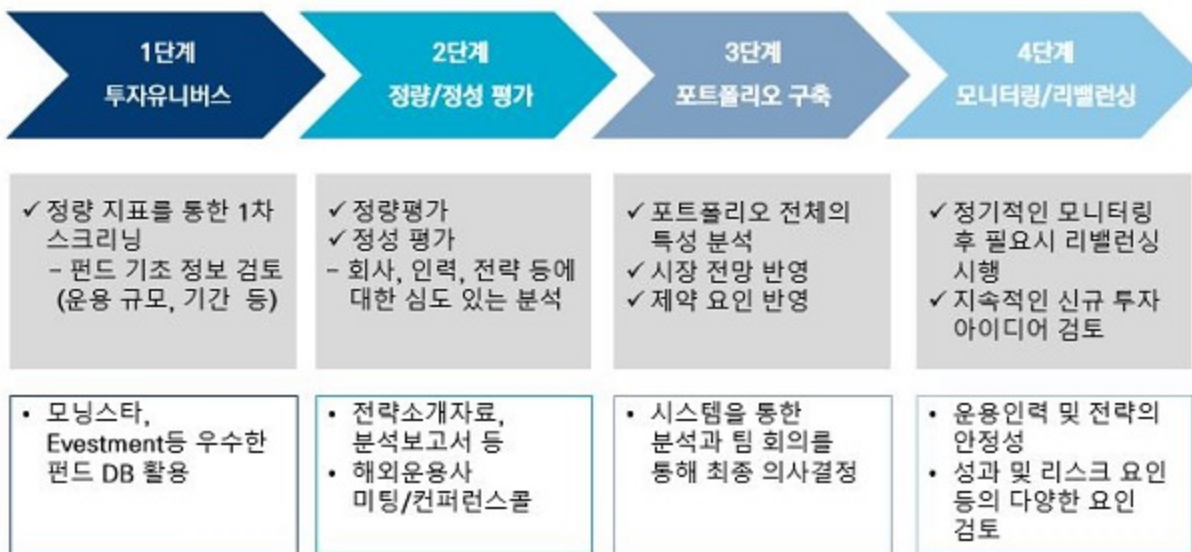 1단계
투자유니버스
2단계
정량/정성 평가
3단계
포트폴리오 구축
4단계
모니터링/리밸런싱
✓ 정량 지표를 통한 1차
스크리닝
- 펀드 기초 정보 검토
(운용 규모, 기간 등)
✓ 정량평가
✓ 정성 평가
- 회사, 인력, 전략 등에
대한 심도 있는 분석
✓ 포트폴리오 전체의
특성 분석
✓ 시장 전망 반영
✓ 제약 요인 반영
✓ 정기적인 모니터링
후 필요시 리밸런싱
시행
✓ 지속적인 신규 투자
아이디어 검토
• 모닝스타,
Evestment등 우수한
펀드 DB 활용
• 전략소개자료,
분석보고서 등
• 해외운용사
미팅/컨퍼런스콜
• 시스템을 통한
분석과 팀 회의를
통해 최종 의사결정
• 운용인력 및 전략의
안정성
• 성과 및 리스크 요인
등의 다양한 요인
검토